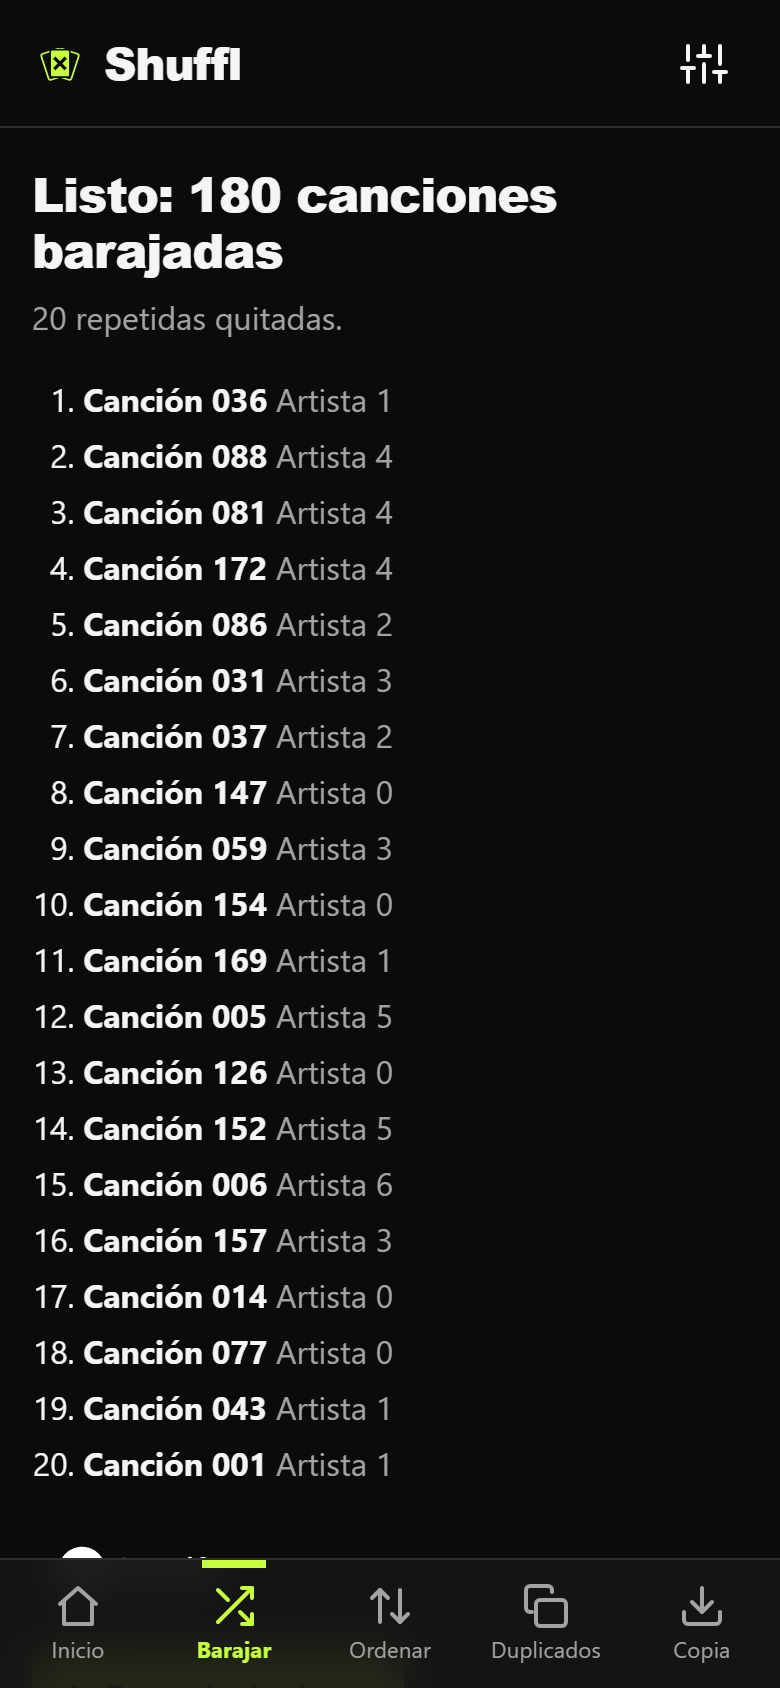 Shuffl
Listo: 180 canciones
barajadas
20 repetidas quitadas.
1. Canción 036 Artista 1
2. Canción 088 Artista 4
3. Canción 081 Artista 4
4. Canción 172 Artista 4
5. Canción 086 Artista 2
6. Canción 031 Artista 3
7. Canción 037 Artista 2
8. Canción 147 Artista 0
9. Canción 059 Artista 3
10. Canción 154 Artista 0
11. Canción 169 Artista 1
12. Canción 005 Artista 5
13. Canción 126 Artista 0
14. Canción 152 Artista 5
15. Canción 006 Artista 6
16. Canción 157 Artista 3
17. Canción 014 Artista 0
18. Canción 077 Artista 0
19. Canción 043 Artista 1
20. Canción 001 Artista 1
Inicio
Barajar
Ordenar
Duplicados
Copia